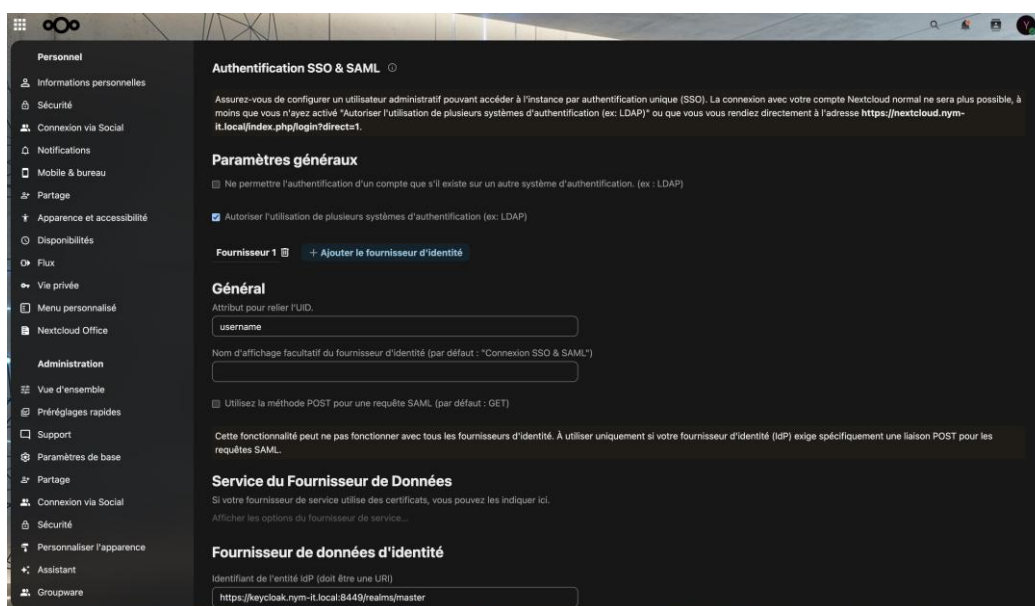 Personnel
Informations personnelles
Sécurité
Connexion via Social
Notifications
Mobile & bureau
Partage
Apparence et accessibilité
Disponibilités
Flux
Vie privée
Menu personnalisé
Nextcloud Office
Administration
Vue d'ensemble
Préréglages rapides
Support
Paramètres de base
Partage
Connexion via Social
Sécurité
Personnaliser l'apparence
Assistant
Groupware
Y
Authentification SSO & SAML
Assurez-vous de configurer un utilisateur administratif pouvant accéder à l'instance par authentification unique (SSO). La connexion avec votre compte Nextcloud normal ne sera plus possible, à
moins que vous n'ayez activé "Autoriser l'utilisation de plusieurs systèmes d'authentification (ex: LDAP)" ou que vous vous rendiez directement à l'adresse https://nextcloud.nym-
it.local/index.php/login?direct=1.
Paramètres généraux
Ne permettre l'authentification d'un compte que s'il existe sur un autre système d'authentification. (ex : LDAP)
Autoriser l'utilisation de plusieurs systèmes d'authentification (ex: LDAP)
Fournisseur 1 + Ajouter le fournisseur d'identité
Général
Attribut pour relier l'UID.
username
Nom d'affichage facultatif du fournisseur d'identité (par défaut : "Connexion SSO & SAML")
Utilisez la méthode POST pour une requête SAML (par défaut : GET)
Cette fonctionnalité peut ne pas fonctionner avec tous les fournisseurs d'identité. À utiliser uniquement si votre fournisseur d'identité (IdP) exige spécifiquement une liaison POST pour les
requêtes SAML.
Service du Fournisseur de Données
Si votre fournisseur de service utilise des certificats, vous pouvez les indiquer ici.
Afficher les options du fournisseur de service...
Fournisseur de données d'identité
Identifiant de l'entité IdP (doit être une URI)
https://keycloak.nym-it.local:8449/realms/master